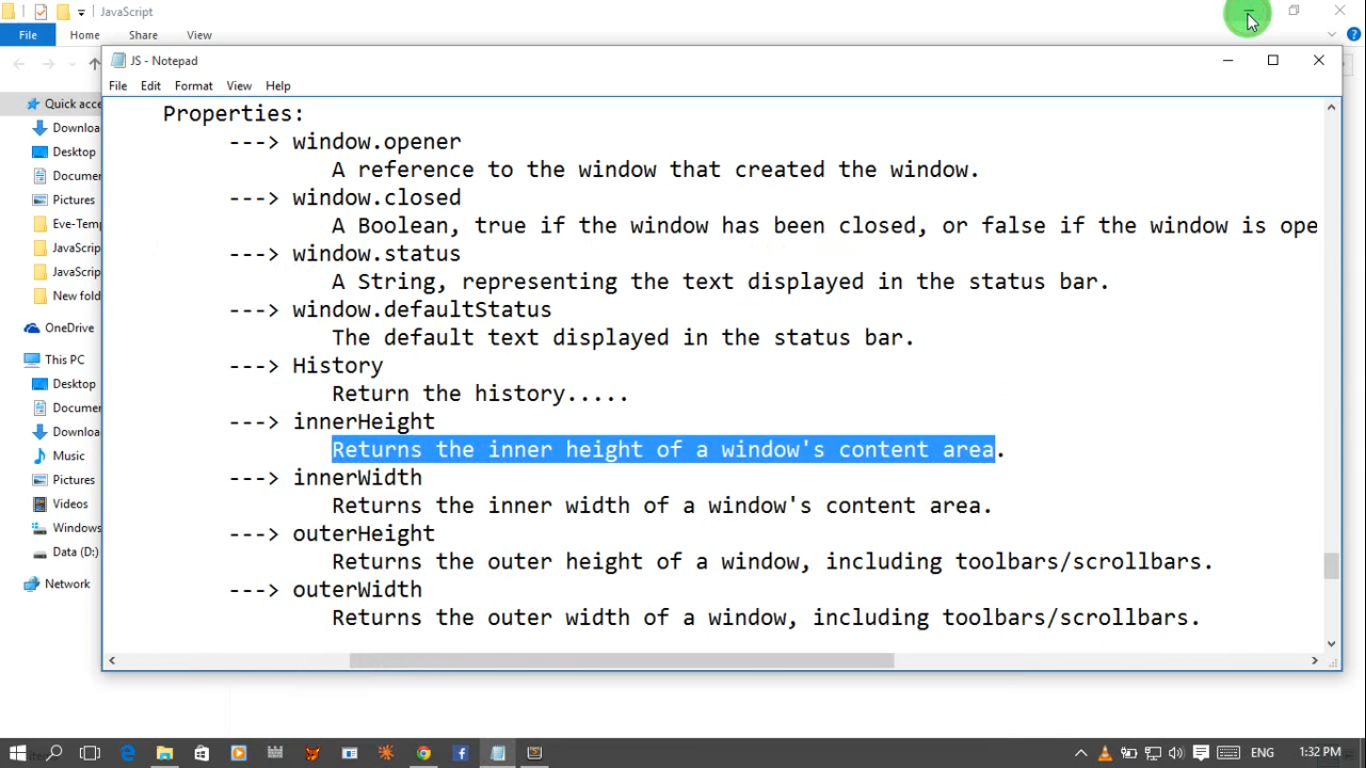 JavaScript
File Home Share View
JS - Notepad
File Edit Format View Help
Quick acce
Downloa
Desktop
Documer
Pictures
Eve-Temp
JavaScrip
JavaScrip
New fold
OneDrive
This PC
Desktop
Documer
Downloa
Music
Pictures
Videos
Windows
Data (D:)
Network
Properties:
---> window.opener
A reference to the window that created the window.
---> window.closed
A Boolean, true if the window has been closed, or false if the window is ope
---> window.status
A String, representing the text displayed in the status bar.
---> window.defaultStatus
The default text displayed in the status bar.
---> History
Return the history.....
---> innerHeight
Returns the inner height of a window's content area.
---> innerWidth
Returns the inner width of a window's content area.
---> outerHeight
Returns the outer height of a window, including toolbars/scrollbars.
---> outerWidth
Returns the outer width of a window, including toolbars/scrollbars.
ENG 1:32 PM